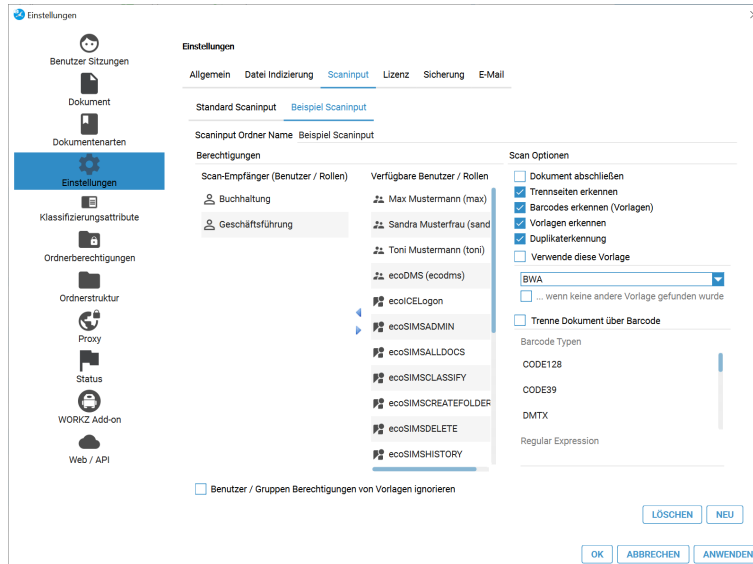 Einstellungen
Benutzer Sitzungen
Dokument
Dokumentenarten
Einstellungen
Klassifizierungsattribute
Ordnerberechtigungen
Ordnerstruktur
Proxy
Status
WORKZ Add-on
Web / API
Einstellungen
Allgemein Datei Indizierung Scaninput Lizenz Sicherung E-Mail
Standard Scaninput Beispiel Scaninput
Scaninput Ordner Name Beispiel Scaninput
Berechtigungen
Scan-Empfänger (Benutzer / Rollen)
Buchhaltung
Geschäftsführung
Verfügbare Benutzer / Rollen
Max Mustermann (max)
Sandra Musterfrau (sand
Toni Mustermann (toni)
ecoDMS (ecodms)
ecoICELogon
ecoSIMSADMIN
ecoSIMSALLDOCS
ecoSIMSCLASSIFY
ecoSIMSCREATEFOLDER
ecoSIMSDELETE
ecoSIMSHISTORY
Scan Optionen
Dokument abschließen
Trennseiten erkennen
Barcodes erkennen (Vorlagen)
Vorlagen erkennen
Duplikaterkennung
Verwende diese Vorlage
BWA
... wenn keine andere Vorlage gefunden wurde
Trenne Dokument über Barcode
Barcode Typen
CODE128
CODE39
DMTX
Regular Expression
Benutzer / Gruppen Berechtigungen von Vorlagen ignorieren
LÖSCHEN NEU
OK ABBRECHEN ANWENDEN